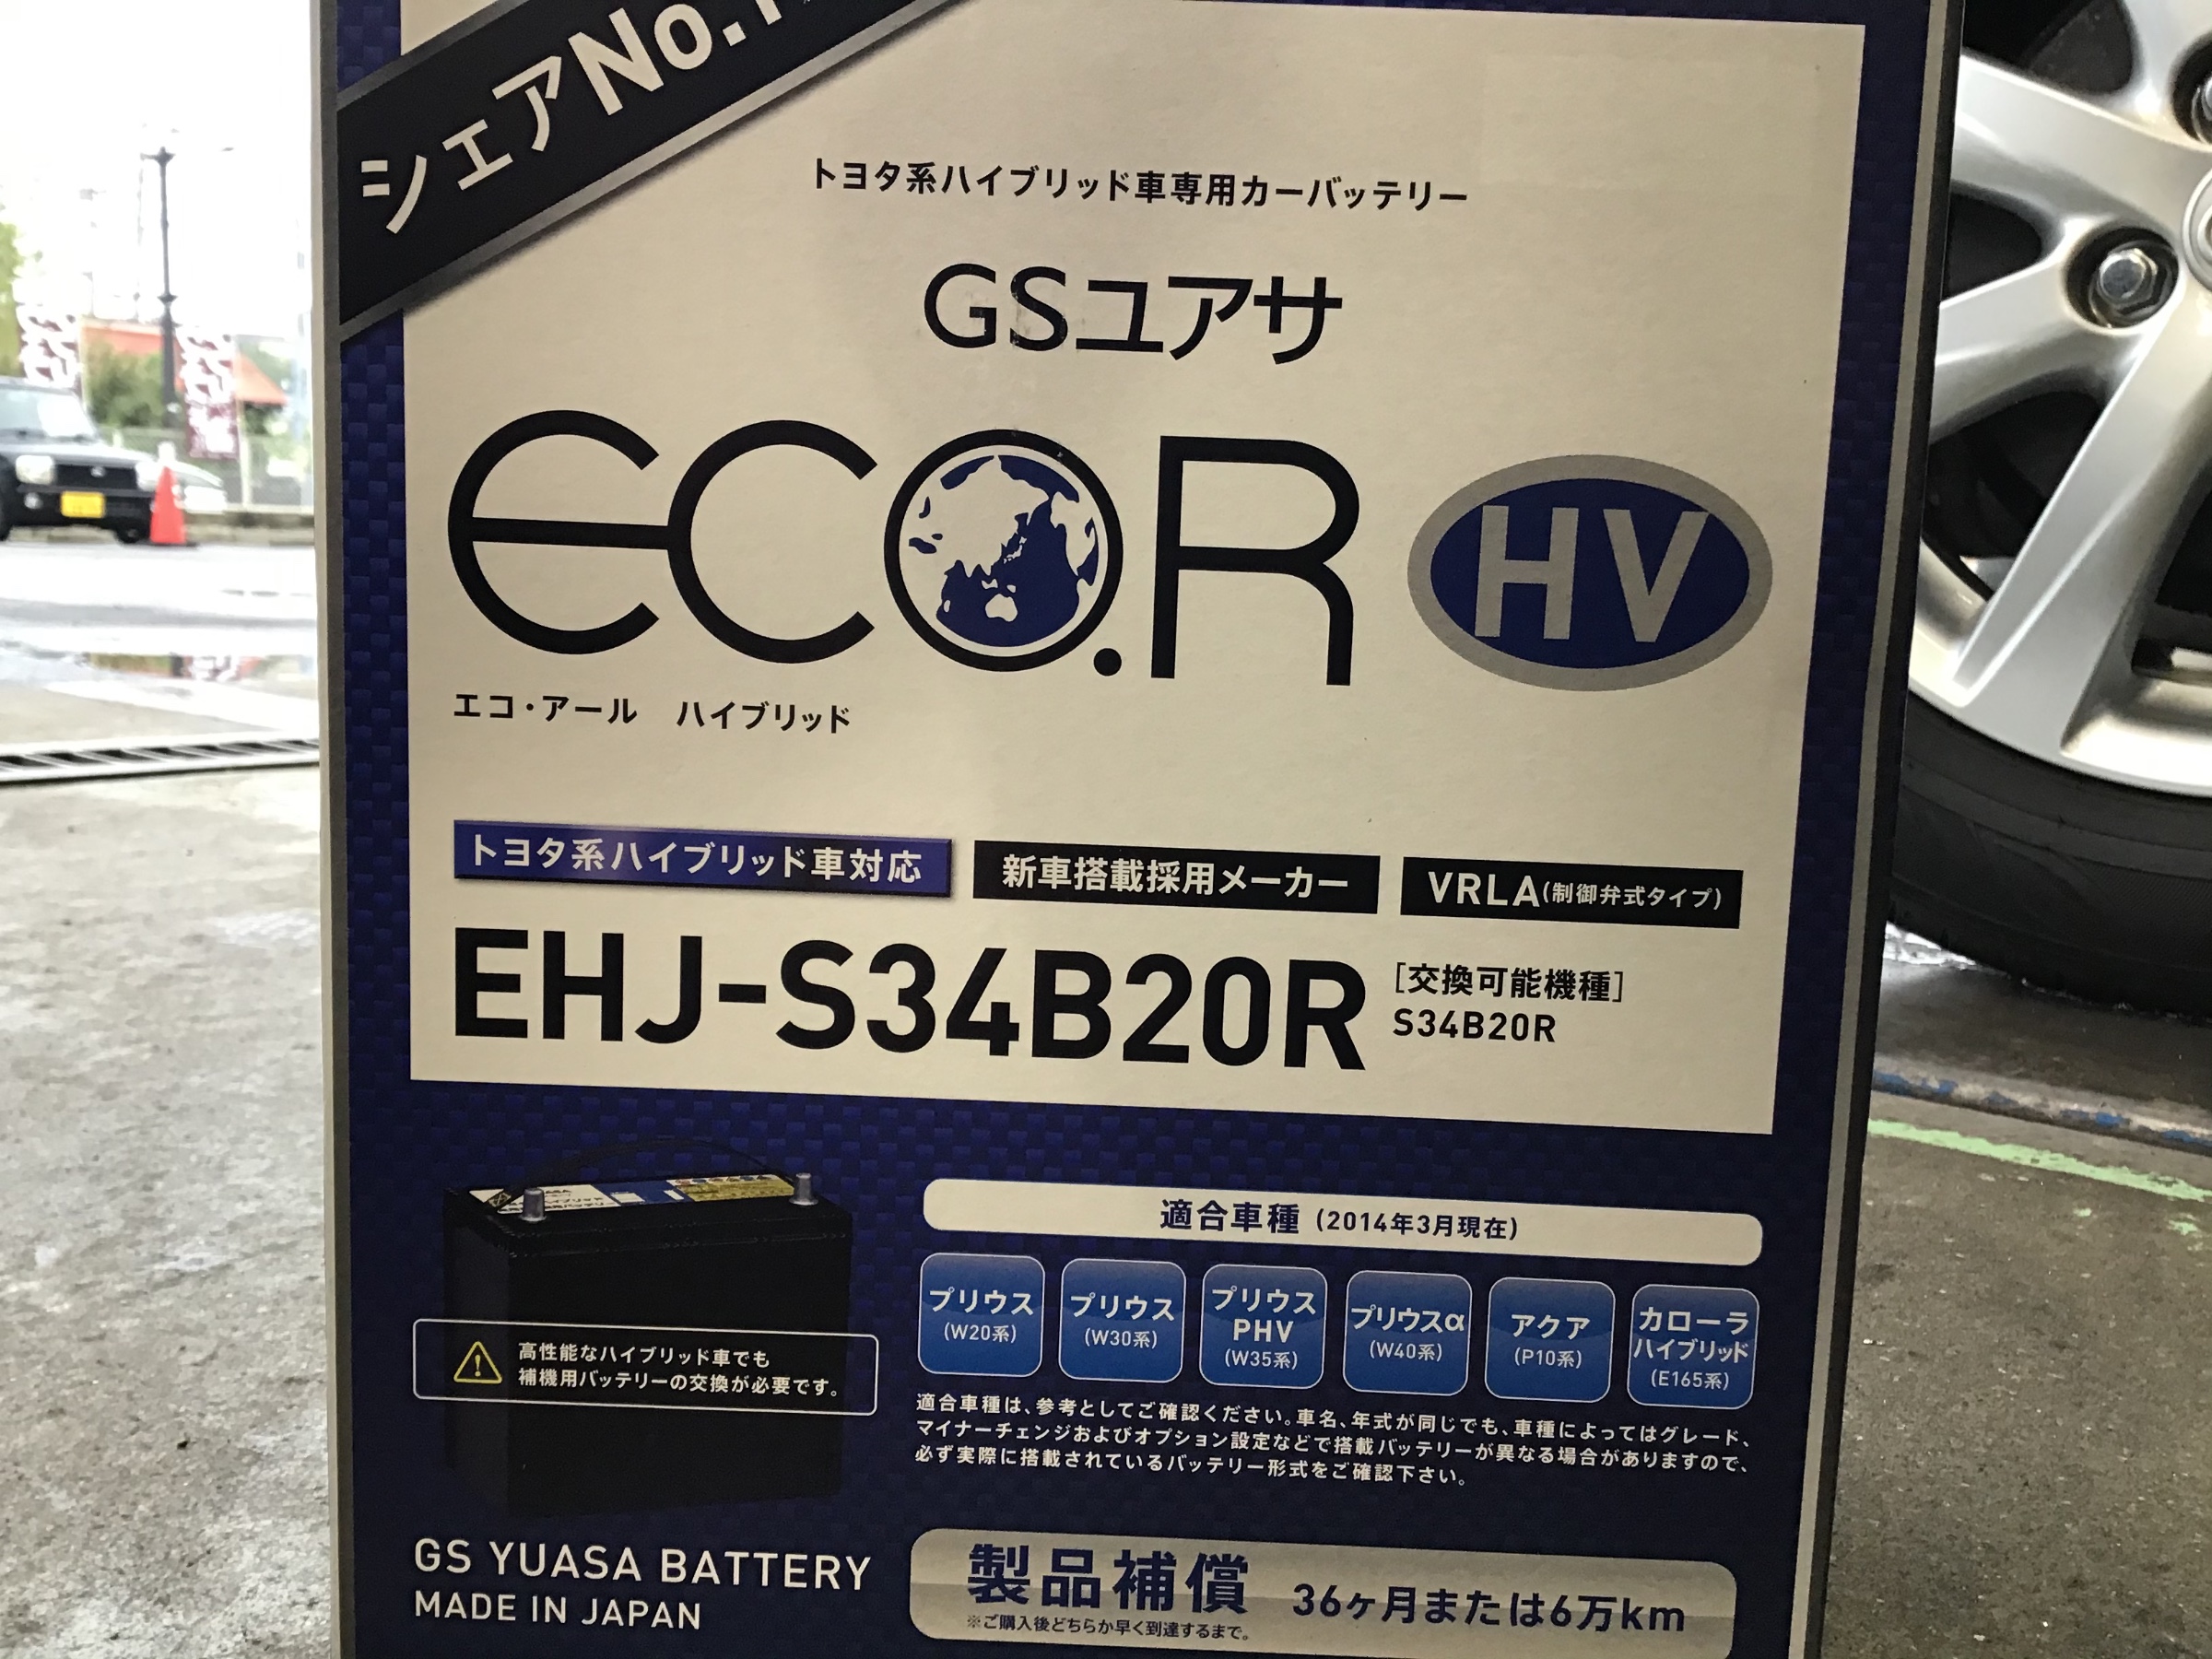 シェアNo.1
トヨタ系ハイブリッド車専用カーバッテリー
GSユアサ
eco.R HV
エコ・アール ハイブリッド
トヨタ系ハイブリッド車対応 新車搭載採用メーカー VRLA(制御弁式タイプ)
EHJ-S34B20R [交換可能機種]
S34B20R
適合車種 (2014年3月現在)
プリウス (W20系)
プリウス (W30系)
プリウス PHV (W35系)
プリウスα (W40系)
アクア (P10系)
カローラ ハイブリッド (E165系)
高性能なハイブリッド車でも
補機用バッテリーの交換が必要です。
適合車種は、参考としてご確認ください。車名、年式が同じでも、車種によってはグレード、
マイナーチェンジおよびオプション設定などで搭載バッテリーが異なる場合がありますので、
必ず実際に搭載されているバッテリー形式をご確認下さい。
GS YUASA BATTERY
MADE IN JAPAN
製品補償 36ヶ月または6万km
※ご購入後どちらか早く到達するまで。